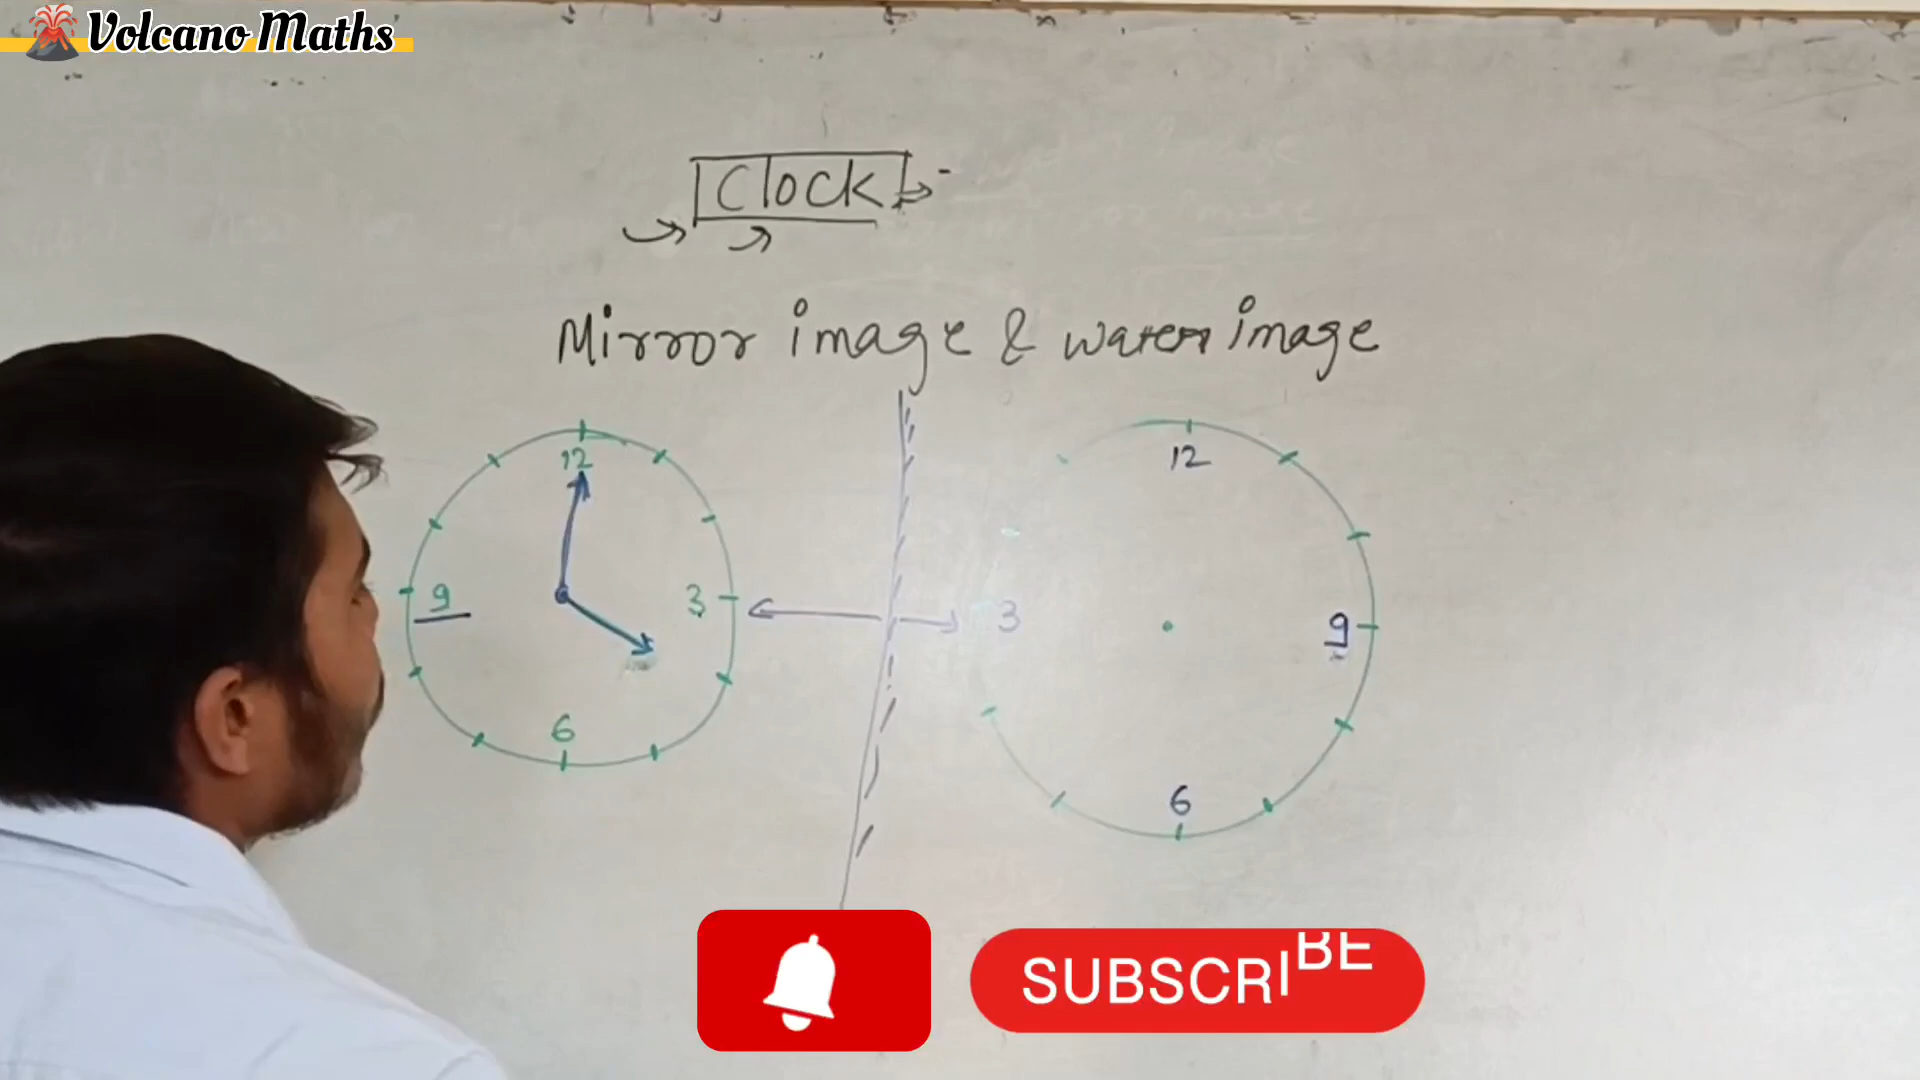 Volcano Maths
Clock
Mirror image & water image
12
9
3
6
12
3
9
6
SUBSCRIBE